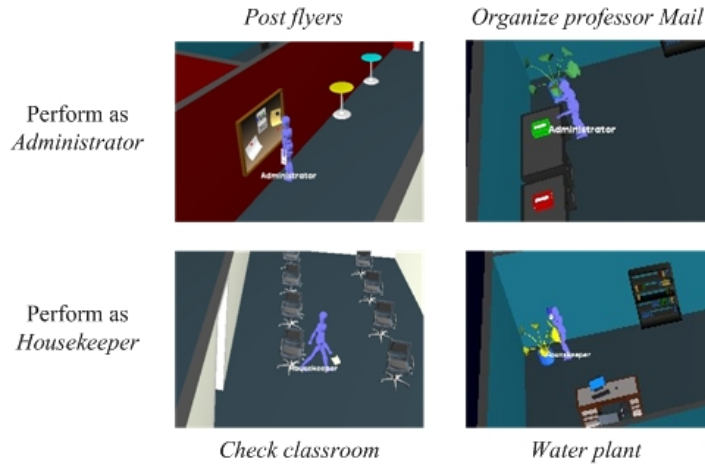 Post flyers
Organize professor Mail
Perform as
Administrator
Administrator
Administrator
Perform as
Housekeeper
Housekeeper
Housekeeper
Check classroom
Water plant